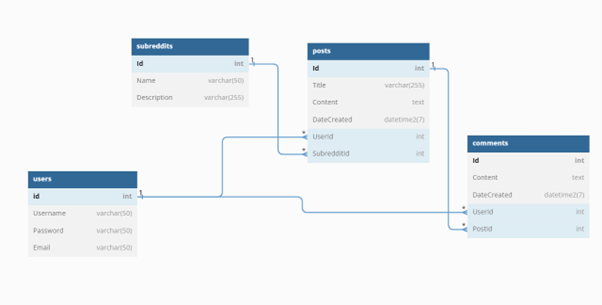 subreddits
Id int
Name varchar(50)
Description varchar(255)
posts
Id int
Title varchar(255)
Content text
DateCreated datetime2(7)
UserId int
SubredditId int
comments
Id int
Content text
DateCreated datetime2(7)
UserId int
PostId int
users
id int
Username varchar(50)
Password varchar(50)
Email varchar(50)
1
1
1
*
*
*
*